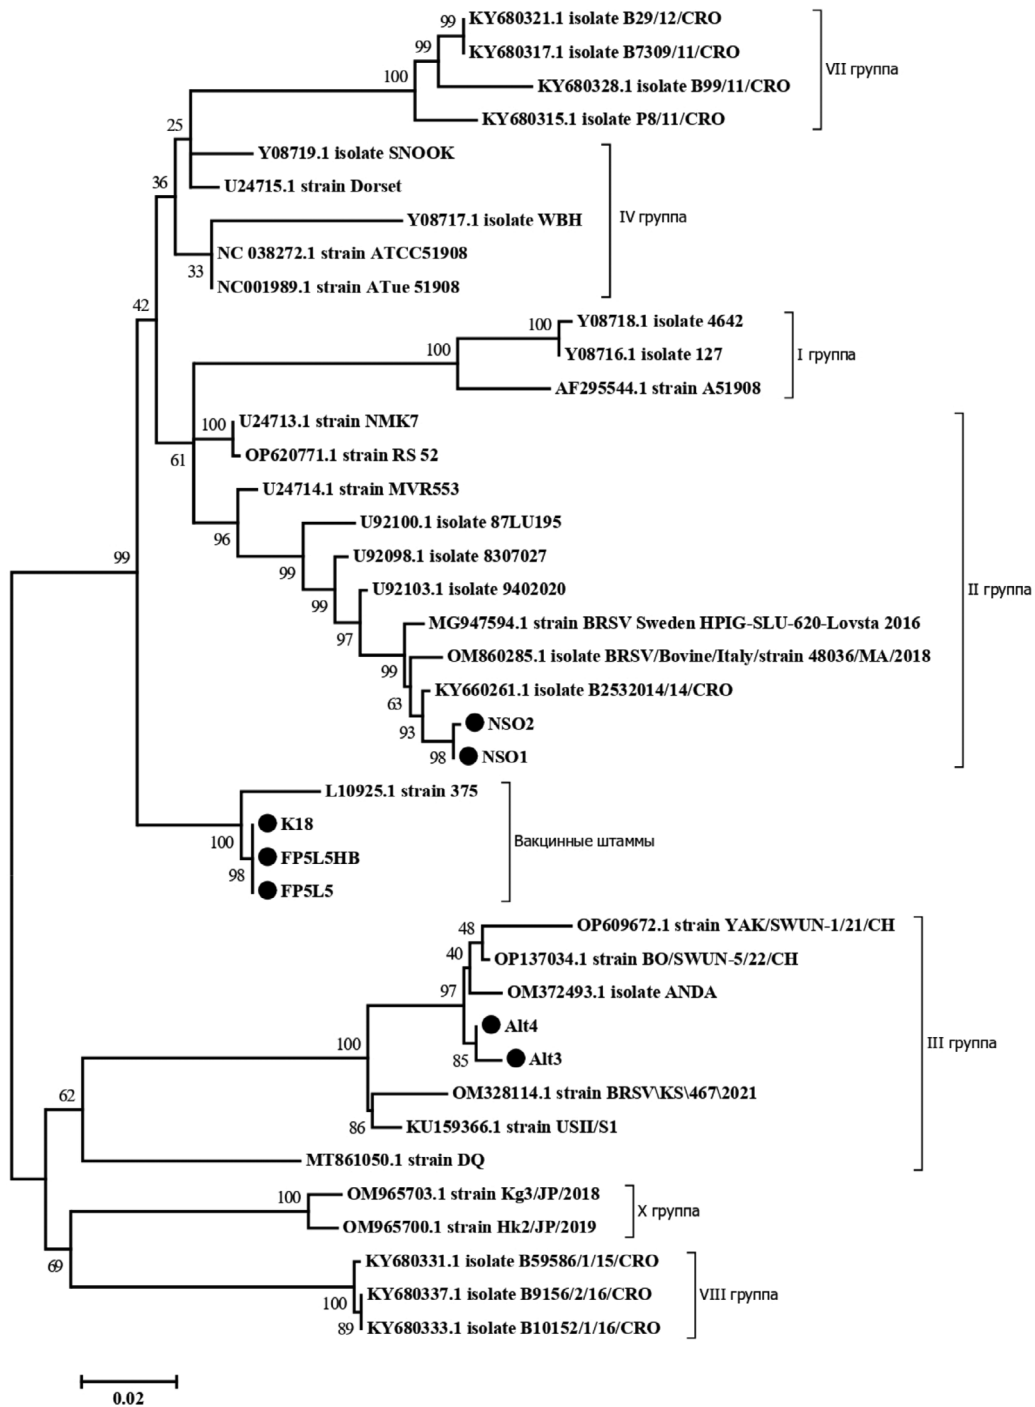 99
KY680321.1 isolate B29/12/CRO
99
KY680317.1 isolate B7309/11/CRO
VII группа
100
KY680328.1 isolate B99/11/CRO
KY680315.1 isolate P8/11/CRO
25
Y08719.1 isolate SNOOK
36
U24715.1 strain Dorset
Y08717.1 isolate WBH
IV группа
NC 038272.1 strain ATCC51908
33
NC001989.1 strain ATue 51908
42
100
Y08718.1 isolate 4642
100
Y08716.1 isolate 127
I группа
AF295544.1 strain A51908
100
U24713.1 strain NMK7
61
OP620771.1 strain RS 52
U24714.1 strain MVR553
96
U92100.1 isolate 87LU195
99
99
U92098.1 isolate 8307027
99
U92103.1 isolate 9402020
II группа
97
MG947594.1 strain BRSV Sweden HPIG-SLU-620-Lovsta 2016
99
OM860285.1 isolate BRSV/Bovine/Italy/strain 48036/MA/2018
63
KY660261.1 isolate B2532014/14/CRO
93
NSO2
98
NSO1
L10925.1 strain 375
100
K18
98
FP5L5HB
Вакцинные штаммы
FP5L5
48
OP609672.1 strain YAK/SWUN-1/21/CH
40
OP137034.1 strain BO/SWUN-5/22/CH
97
OM372493.1 isolate ANDA
100
Alt4
85
Alt3
III группа
62
OM328114.1 strain BRSV\KS\467\2021
86
KU159366.1 strain USII/S1
MT861050.1 strain DQ
100
OM965703.1 strain Kg3/JP/2018
X группа
OM965700.1 strain Hk2/JP/2019
69
KY680331.1 isolate B59586/1/15/CRO
100
KY680337.1 isolate B9156/2/16/CRO
VIII группа
89
KY680333.1 isolate B10152/1/16/CRO
0.02